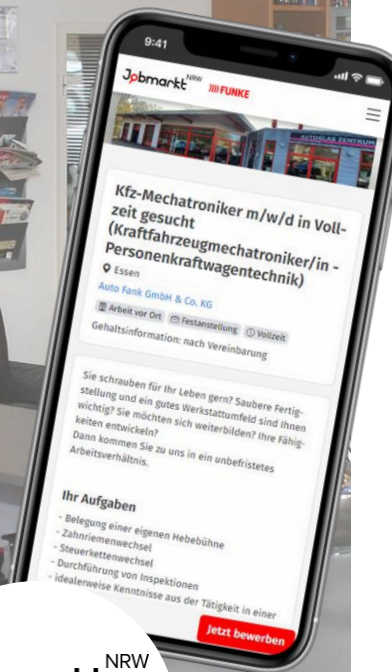 9:41
Jobmarkt NRW
FUNKE
AUTOGLAS ZENTRUM
Kfz-Mechatroniker m/w/d in Voll-
zeit gesucht
(Kraftfahrzeugmechatroniker/in -
Personenkraftwagentechnik)
Essen
Auto Fank GmbH & Co. KG
Arbeit vor Ort Festanstellung Vollzeit
Gehaltsinformation: nach Vereinbarung
Sie schrauben für Ihr Leben gern? Saubere Fertig-
stellung und ein gutes Werkstattumfeld sind Ihnen
wichtig? Sie möchten sich weiterbilden? Ihre Fähig-
keiten entwickeln?
Dann kommen Sie zu uns in ein unbefristetes
Arbeitsverhältnis.
Ihr Aufgaben
- Belegung einer eigenen Hebebühne
- Zahnriemenwechsel
- Steuerkettenwechsel
- Durchführung von Inspektionen
- idealerweise Kenntnisse aus der Tätigkeit in einer
Jetzt bewerben
NRW